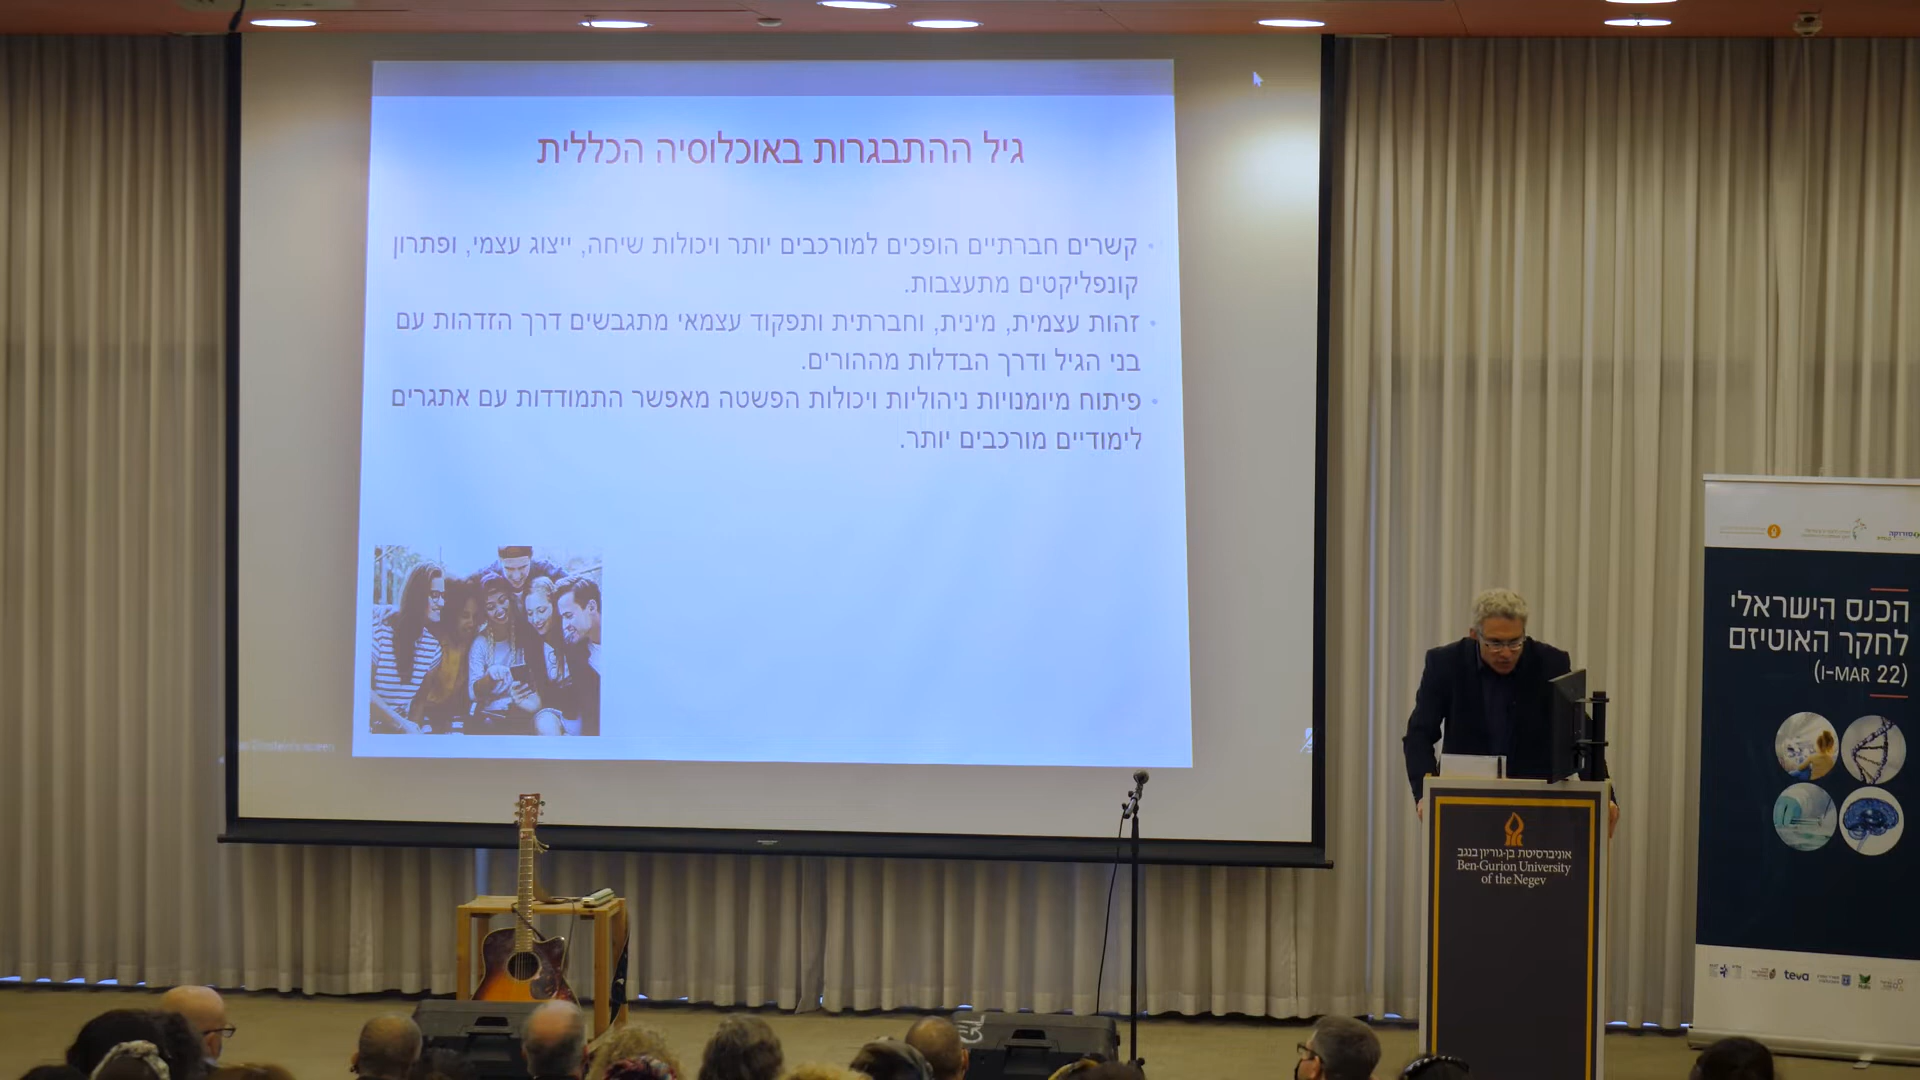 גיל ההתבגרות באוכלוסיה הכללית
• קשרים חברתיים הופכים למורכבים יותר ויכולות שיחה, ייצוג עצמי, ופתרון
קונפליקטים מתעצבות.
• זהות עצמית, מינית, וחברתית ותפקוד עצמאי מתגבשים דרך הזדהות עם
בני הגיל ודרך הבדלות מההורים.
• פיתוח מיומנויות ניהוליות ויכולות הפשטה מאפשר התמודדות עם אתגרים
לימודיים מורכבים יותר.
הכנס הישראלי
לחקר האוטיזם
(I-MAR 22)
teva
אוניברסיטת בן-גוריון בנגב
Ben-Gurion University
of the Negev